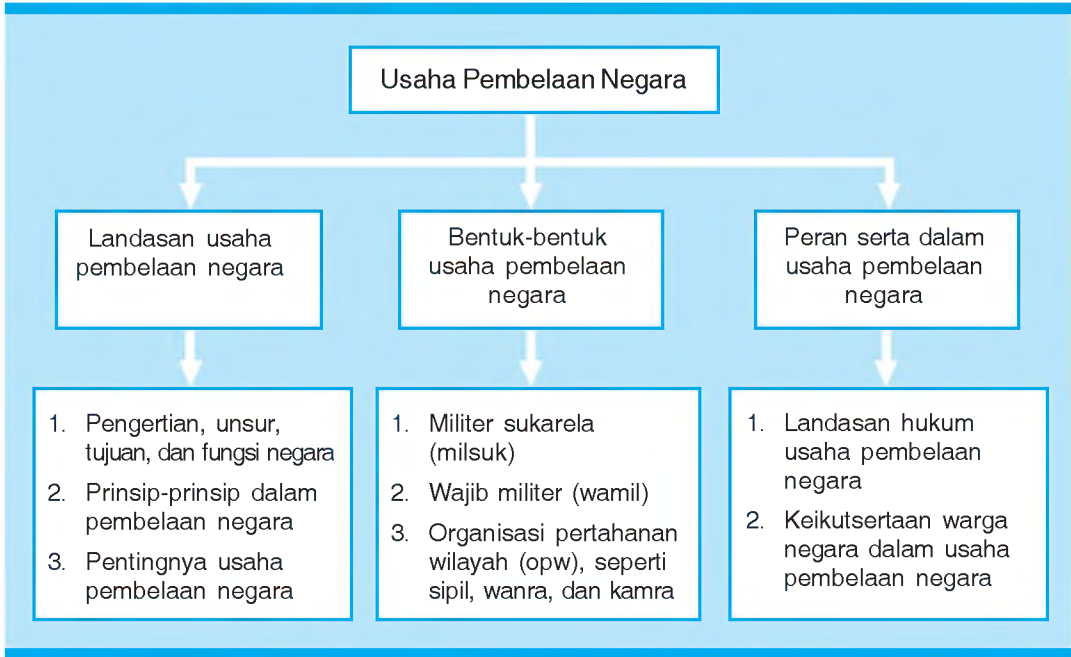 Usaha Pembelaan Negara
Landasan usaha
pembelaan negara
Bentuk-bentuk
usaha pembelaan
negara
Peran serta dalam
usaha pembelaan
negara
1. Pengertian, unsur,
tujuan, dan fungsi negara
2. Prinsip-prinsip dalam
pembelaan negara
3. Pentingnya usaha
pembelaan negara
1. Militer sukarela
(milsuk)
2. Wajib militer (wamil)
3. Organisasi pertahanan
wilayah (opw), seperti
sipil, wanra, dan kamra
1. Landasan hukum
usaha pembelaan
negara
2. Keikutsertaan warga
negara dalam usaha
pembelaan negara